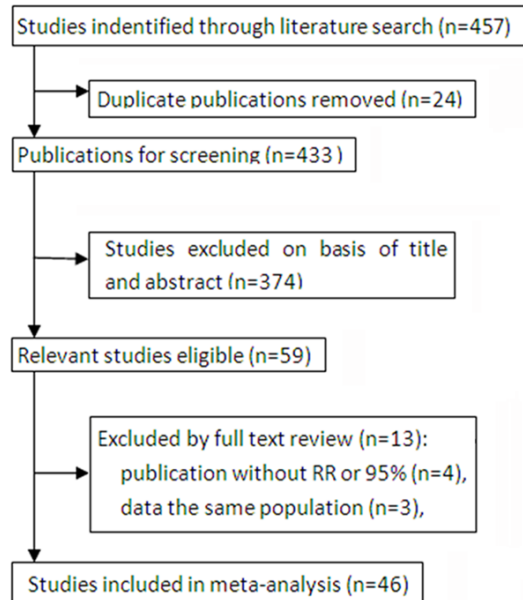 Studies indentified through literature search (n=457)
Duplicate publications removed (n=24)
Publications for screening (n=433 )
Studies excluded on basis of title
and abstract (n=374)
Relevant studies eligible (n=59)
Excluded by full text review (n=13):
publication without RR or 95% (n=4),
data the same population (n=3),
Studies included in meta-analysis (n=46)